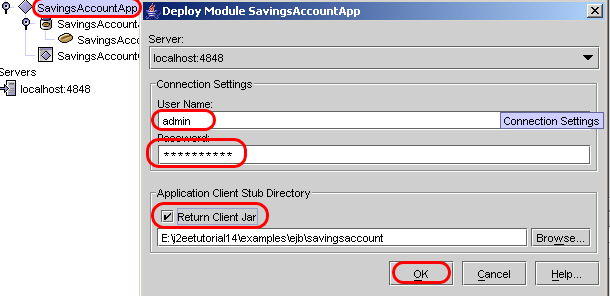 SavingsAccountApp
SavingsAccount
SavingsAcco
SavingsAccount
Servers
localhost:4848
Deploy Module SavingsAccountApp
Server:
localhost:4848
Connection Settings
User Name:
admin
Connection Settings
Password:
**********
Application Client Stub Directory
Return Client Jar
E:\j2eetutorial14\examples\ejb\savingsaccount
Browse...
OK
Cancel
Help...